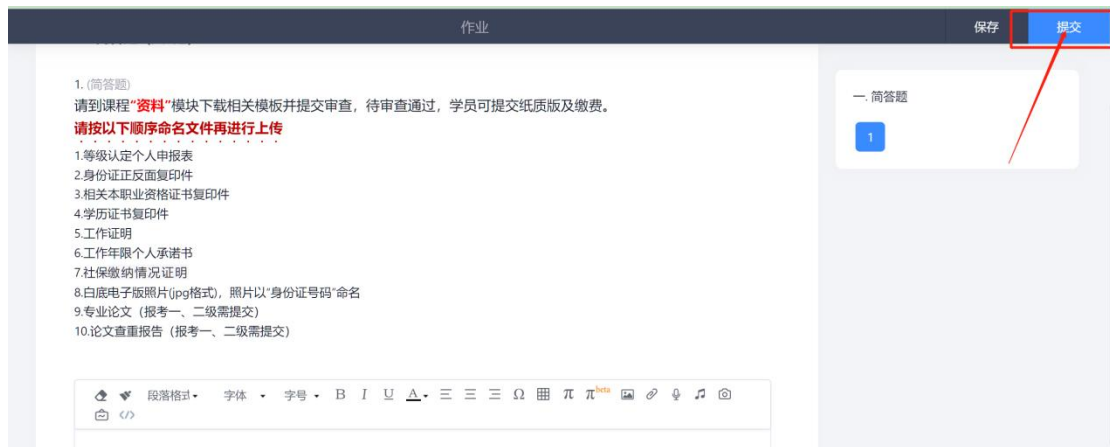 作业
保存
提交
1. (简答题)
请到课程“资料”模块下载相关模板并提交审查，待审查通过，学员可提交纸质版及缴费。
请按以下顺序命名文件再进行上传
1.等级认定个人申报表
2.身份证正反面复印件
3.相关本职业资格证书复印件
4.学历证书复印件
5.工作证明
6.工作年限个人承诺书
7.社保缴纳情况证明
8.白底电子版照片(jpg格式)，照片以“身份证号码”命名
9.专业论文（报考一、二级需提交）
10.论文查重报告（报考一、二级需提交）
一. 简答题
1
段落格式 字体 字号 B I U A Ω π π beta